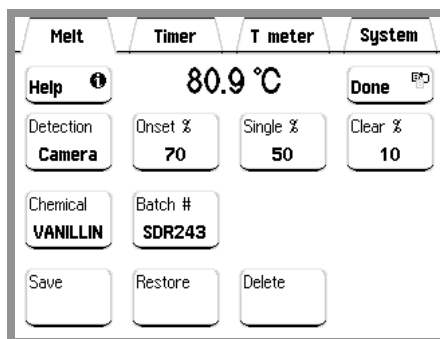 Melt Timer T meter System
Help 80.9 °C Done
Detection Onset % Single % Clear %
Camera 70 50 10
Chemical Batch #
VANILLIN SDR243
Save Restore Delete